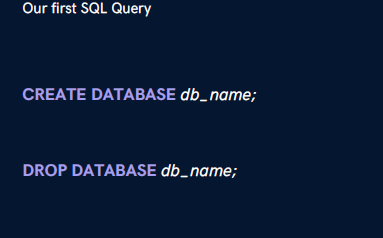 Our first SQL Query
CREATE DATABASE db_name;
DROP DATABASE db_name;